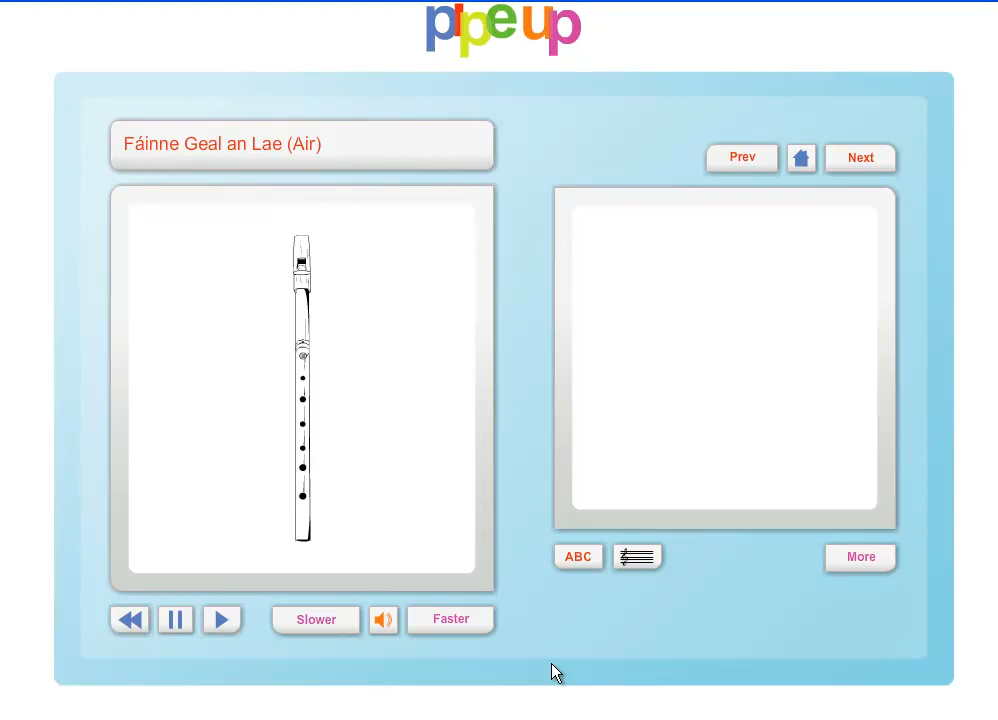 pipeup
Fáinne Geal an Lae (Air)
Prev
Next
ABC
More
Slower
Faster